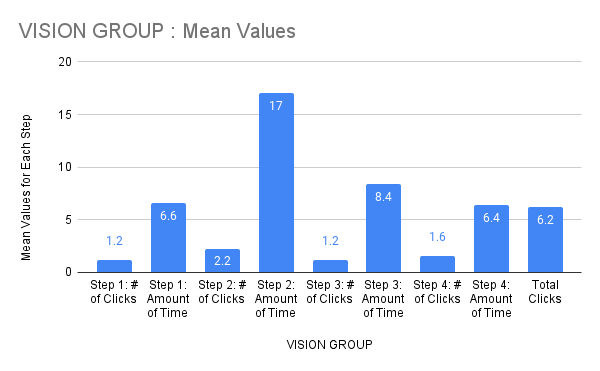 VISION GROUP : Mean Values
Mean Values for Each Step
20
15
10
5
0
1.2
6.6
2.2
17
1.2
8.4
1.6
6.4
6.2
Step 1: #
of Clicks
Step 1:
Amount
of Time
Step 2: #
of Clicks
Step 2:
Amount
of Time
Step 3: #
of Clicks
Step 3:
Amount
of Time
Step 4: #
of Clicks
Step 4:
Amount
of Time
Total
Clicks
VISION GROUP